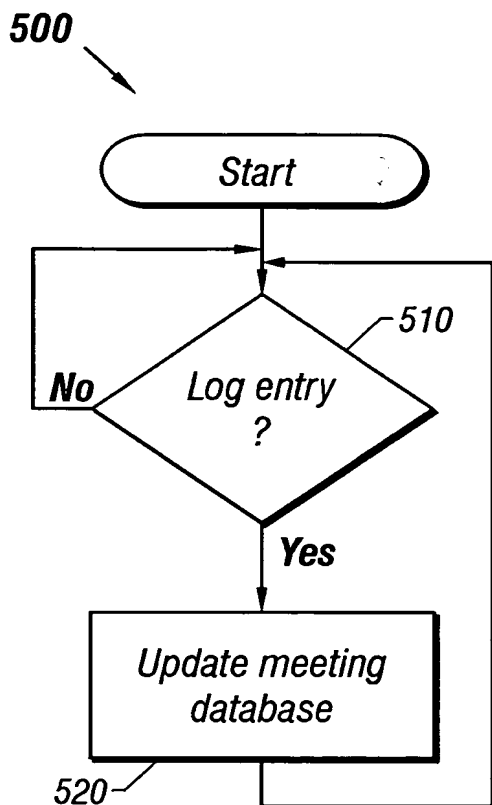 500
Start
510
No
Log entry
?
Yes
Update meeting
database
520